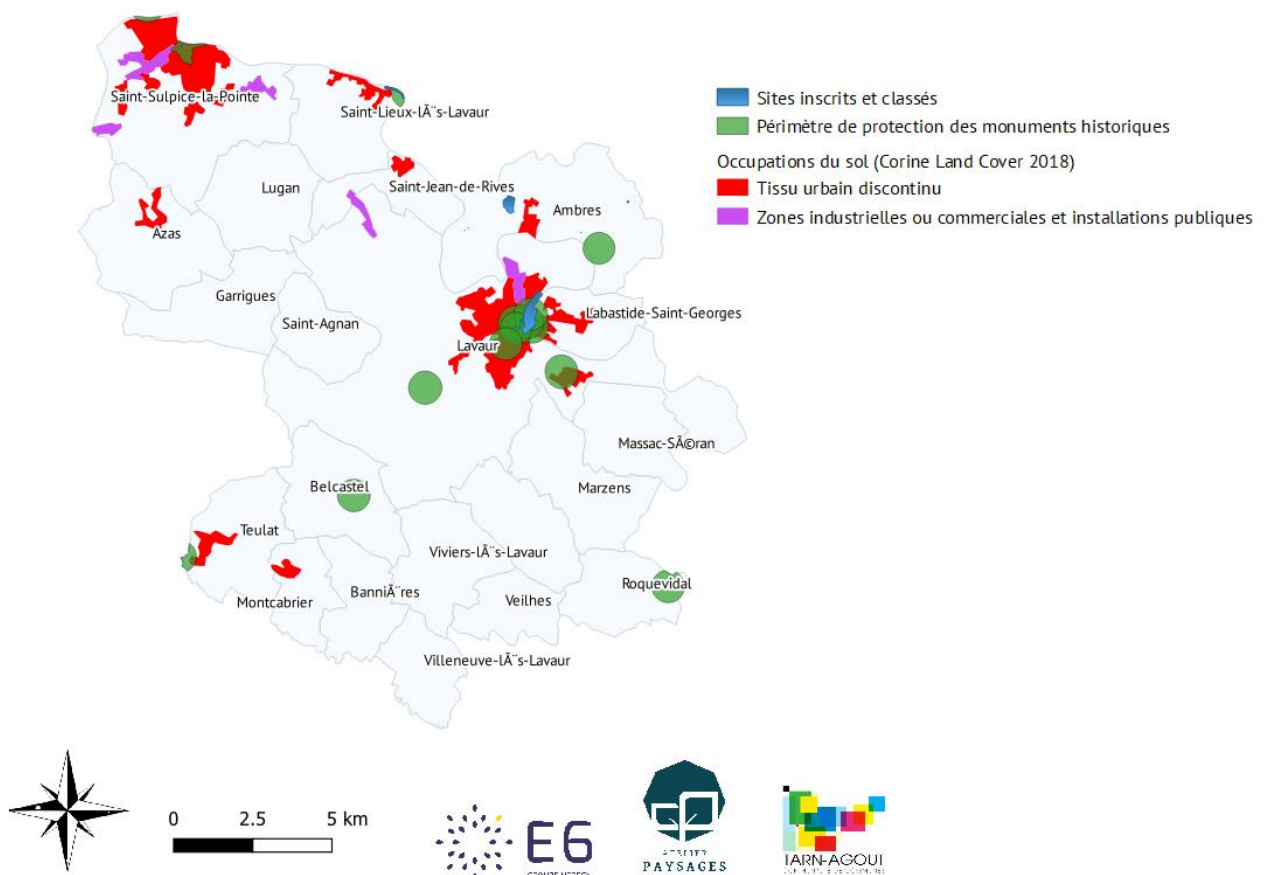 Saint-Sulpice-la-Pointe
Saint-Lieux-lÃ¨s-Lavaur
Sites inscrits et classés
Périmètre de protection des monuments historiques
Occupations du sol (Corine Land Cover 2018)
Tissu urbain discontinu
Zones industrielles ou commerciales et installations publiques
Lugan
Saint-Jean-de-Rives
Ambres
Azas
Garrigues
Saint-Agnan
Labastide-Saint-Georges
Lavaur
Massac-SÃ©ran
Belcastel
Marzens
Teulat
Viviers-lÃ¨s-Lavaur
Roquevidal
BanniÃ¨res
Veilhes
Montcabrier
Villeneuve-lÃ¨s-Lavaur
0 2.5 5 km
E6
ATELIER
PAYSAGES
TARN-AGOUT